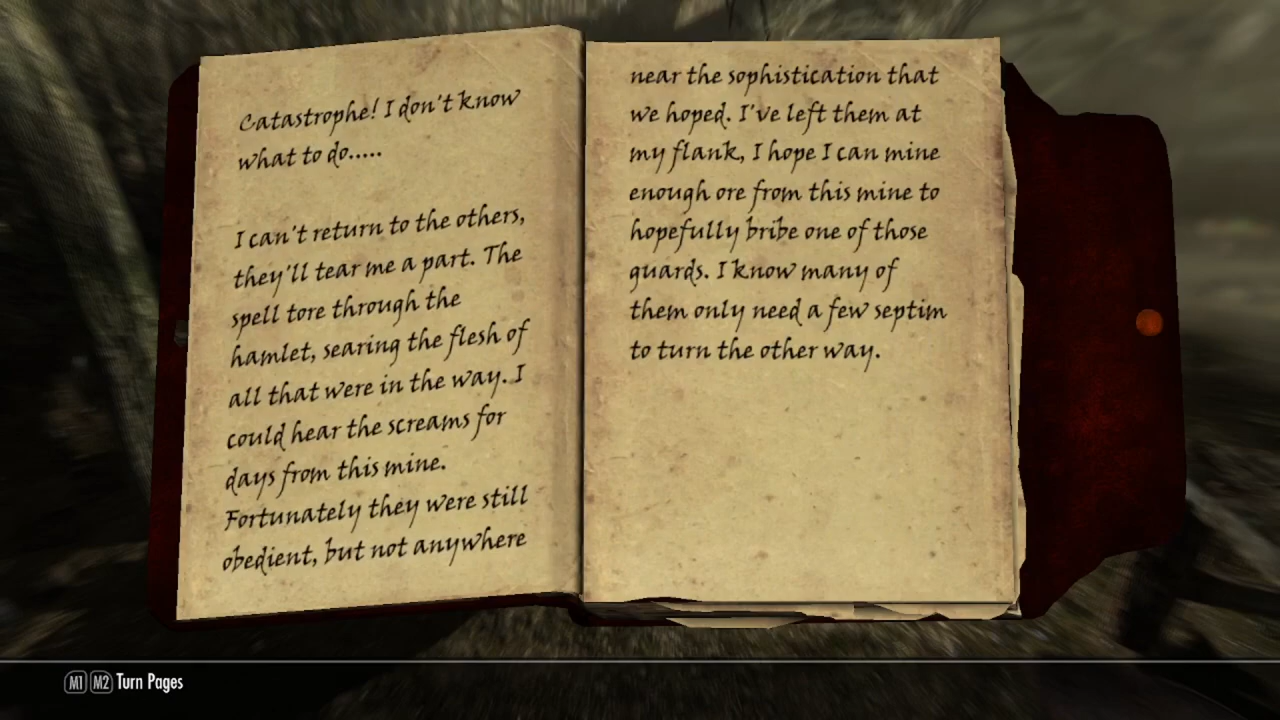 Catastrophe! I don't know
what to do.....
I can't return to the others,
they'll tear me a part. The
spell tore through the
hamlet, searing the flesh of
all that were in the way. I
could hear the screams for
days from this mine.
Fortunately they were still
obedient, but not anywhere
near the sophistication that
we hoped. I've left them at
my flank, I hope I can mine
enough ore from this mine to
hopefully bribe one of those
guards. I know many of
them only need a few septim
to turn the other way.
M1 M2 Turn Pages